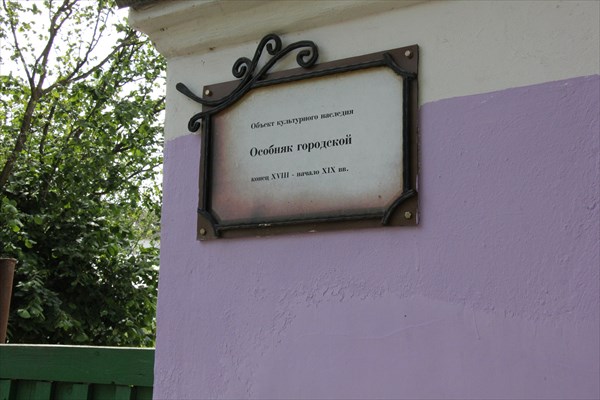 Объект культурного наследия
Особняк городской
конец XVIII - начало XIX вв.